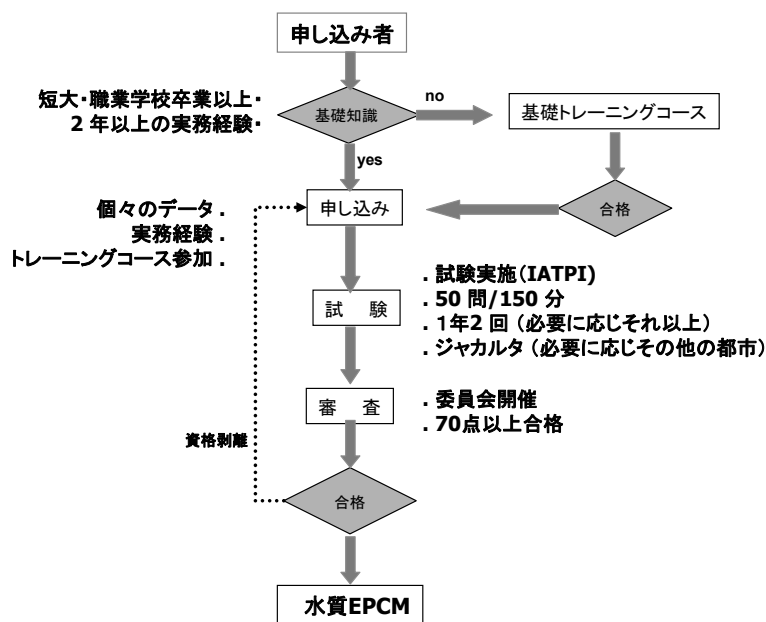 申し込み者
短大・職業学校卒業以上・
2 年以上の実務経験・
基礎知識
no
基礎トレーニングコース
yes
合格
個々のデータ .
実務経験 .
トレーニングコース参加 .
申し込み
試 験
. 試験実施(IATPI)
. 50 問/150 分
. 1年2 回 （必要に応じそれ以上）
. ジャカルタ （必要に応じその他の都市）
審 査
. 委員会開催
. 70点以上合格
資格剥離
合格
水質EPCM